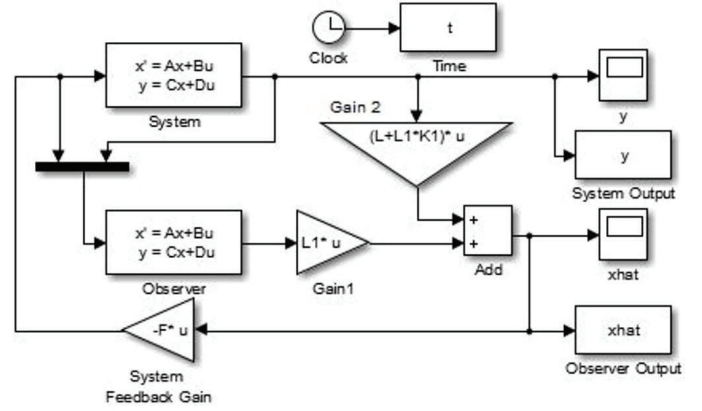 t
Clock
Time
x' = Ax+Bu
y = Cx+Du
System
Gain 2
(L+L1*K1)* u
y
y
System Output
x' = Ax+Bu
y = Cx+Du
Observer
L1* u
Gain1
+
+
Add
xhat
-F* u
System
Feedback Gain
xhat
Observer Output